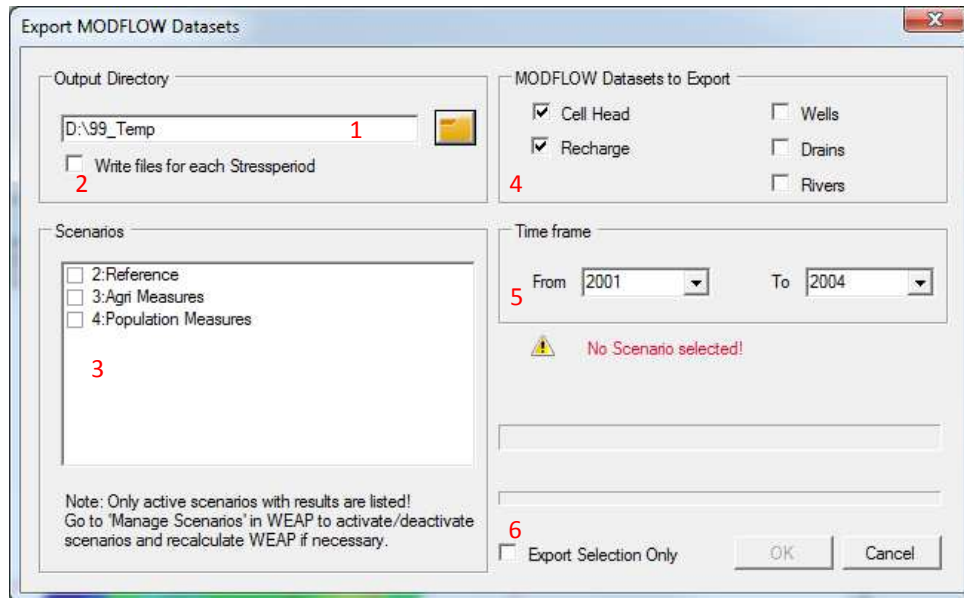 Export MODFLOW Datasets
Output Directory
D:\99_Temp 1
2 Write files for each Stressperiod
MODFLOW Datasets to Export
Cell Head Wells
Recharge Drains
4 Rivers
Scenarios
2:Reference
3:Agri Measures
4:Population Measures
3
Note: Only active scenarios with results are listed!
Go to 'Manage Scenarios' in WEAP to activate/deactivate
scenarios and recalculate WEAP if necessary.
Time frame
5 From 2001 To 2004
No Scenario selected!
6
Export Selection Only OK Cancel